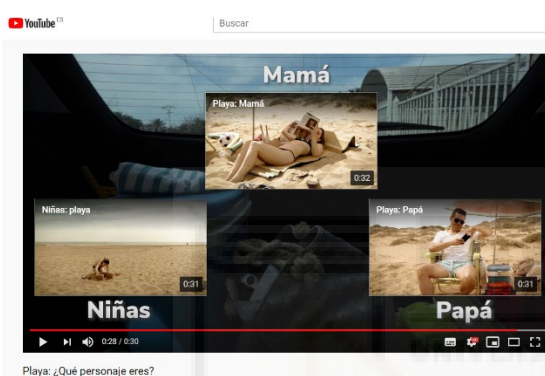 YouTube ES
Buscar
Mamá
Playa: Mamá
0:32
Niñas: playa
0:31
Playa: Papá
0:31
Niñas
Papá
0:28 / 0:30
Playa: ¿Qué personaje eres?